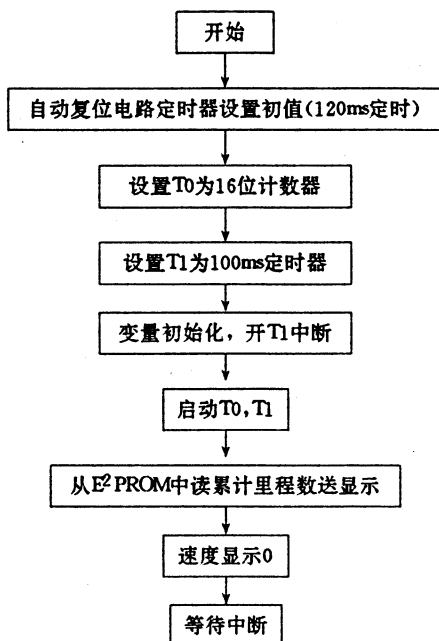 开始
自动复位电路定时器设置初值(120ms定时)
设置T0为16位计数器
设置T1为100ms定时器
变量初始化，开T1中断
启动T0,T1
从E²PROM中读累计里程数送显示
速度显示0
等待中断